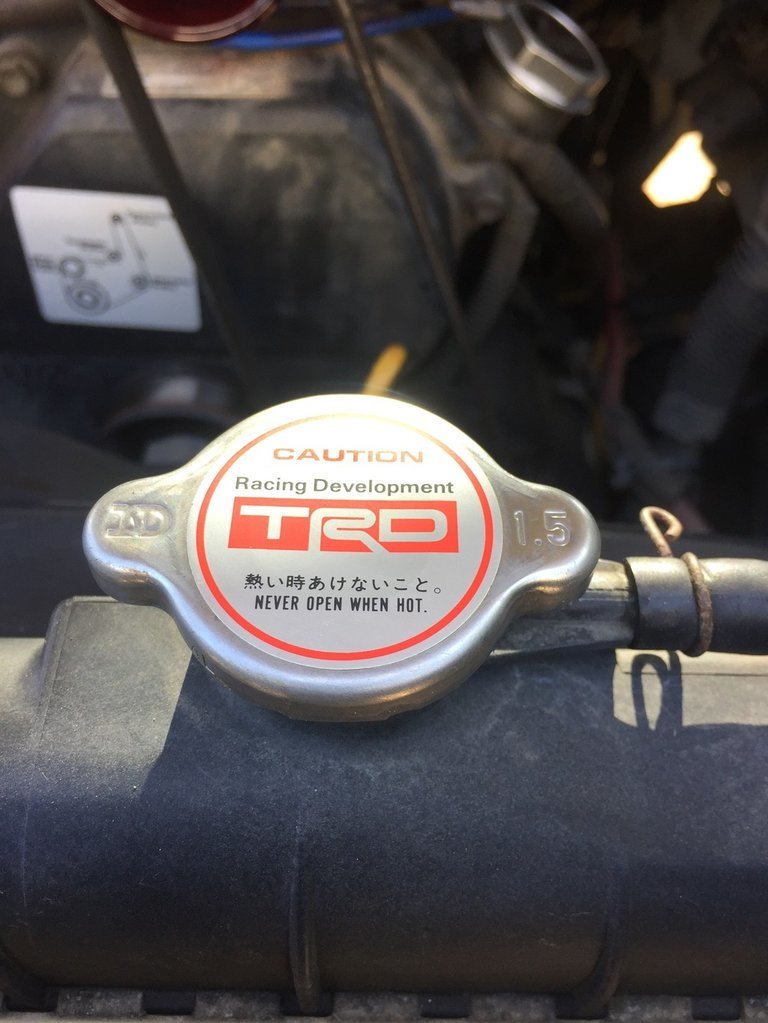 CAUTION
Racing Development
TRD
1.5
熱い時あけないこと。
NEVER OPEN WHEN HOT.